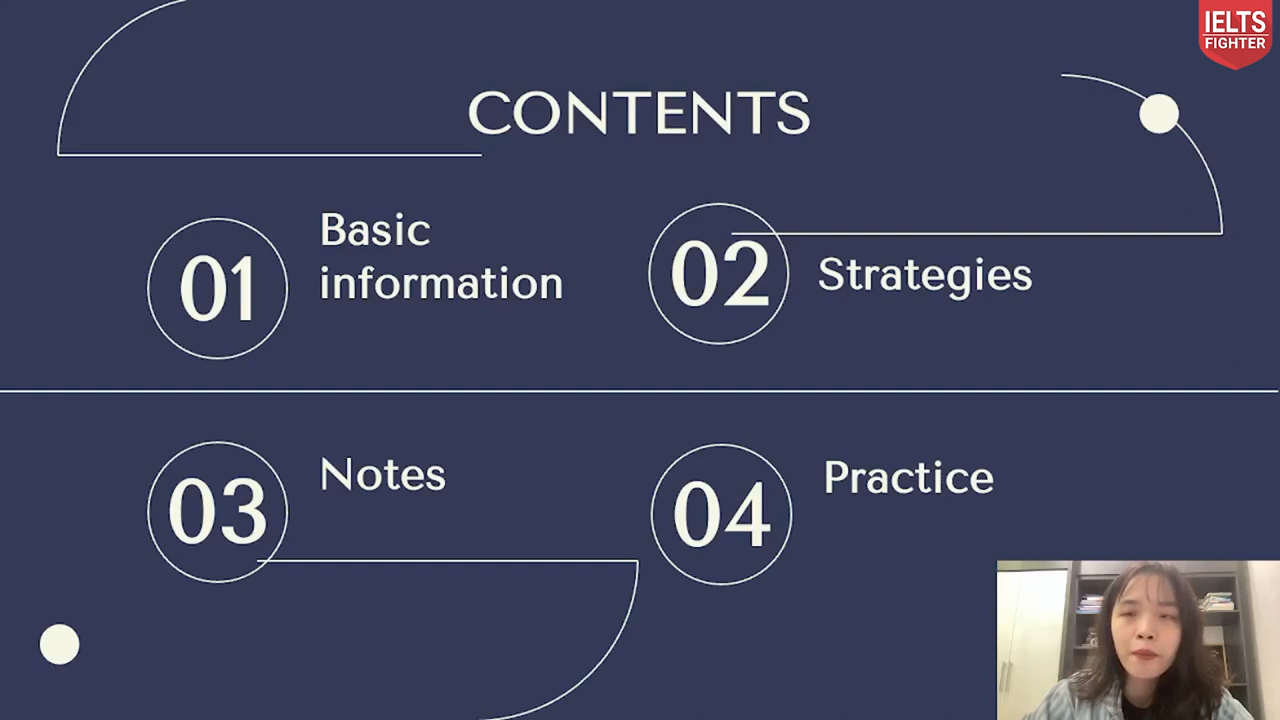 IELTS
FIGHTER
CONTENTS
01
Basic
information
02
Strategies
03
Notes
04
Practice